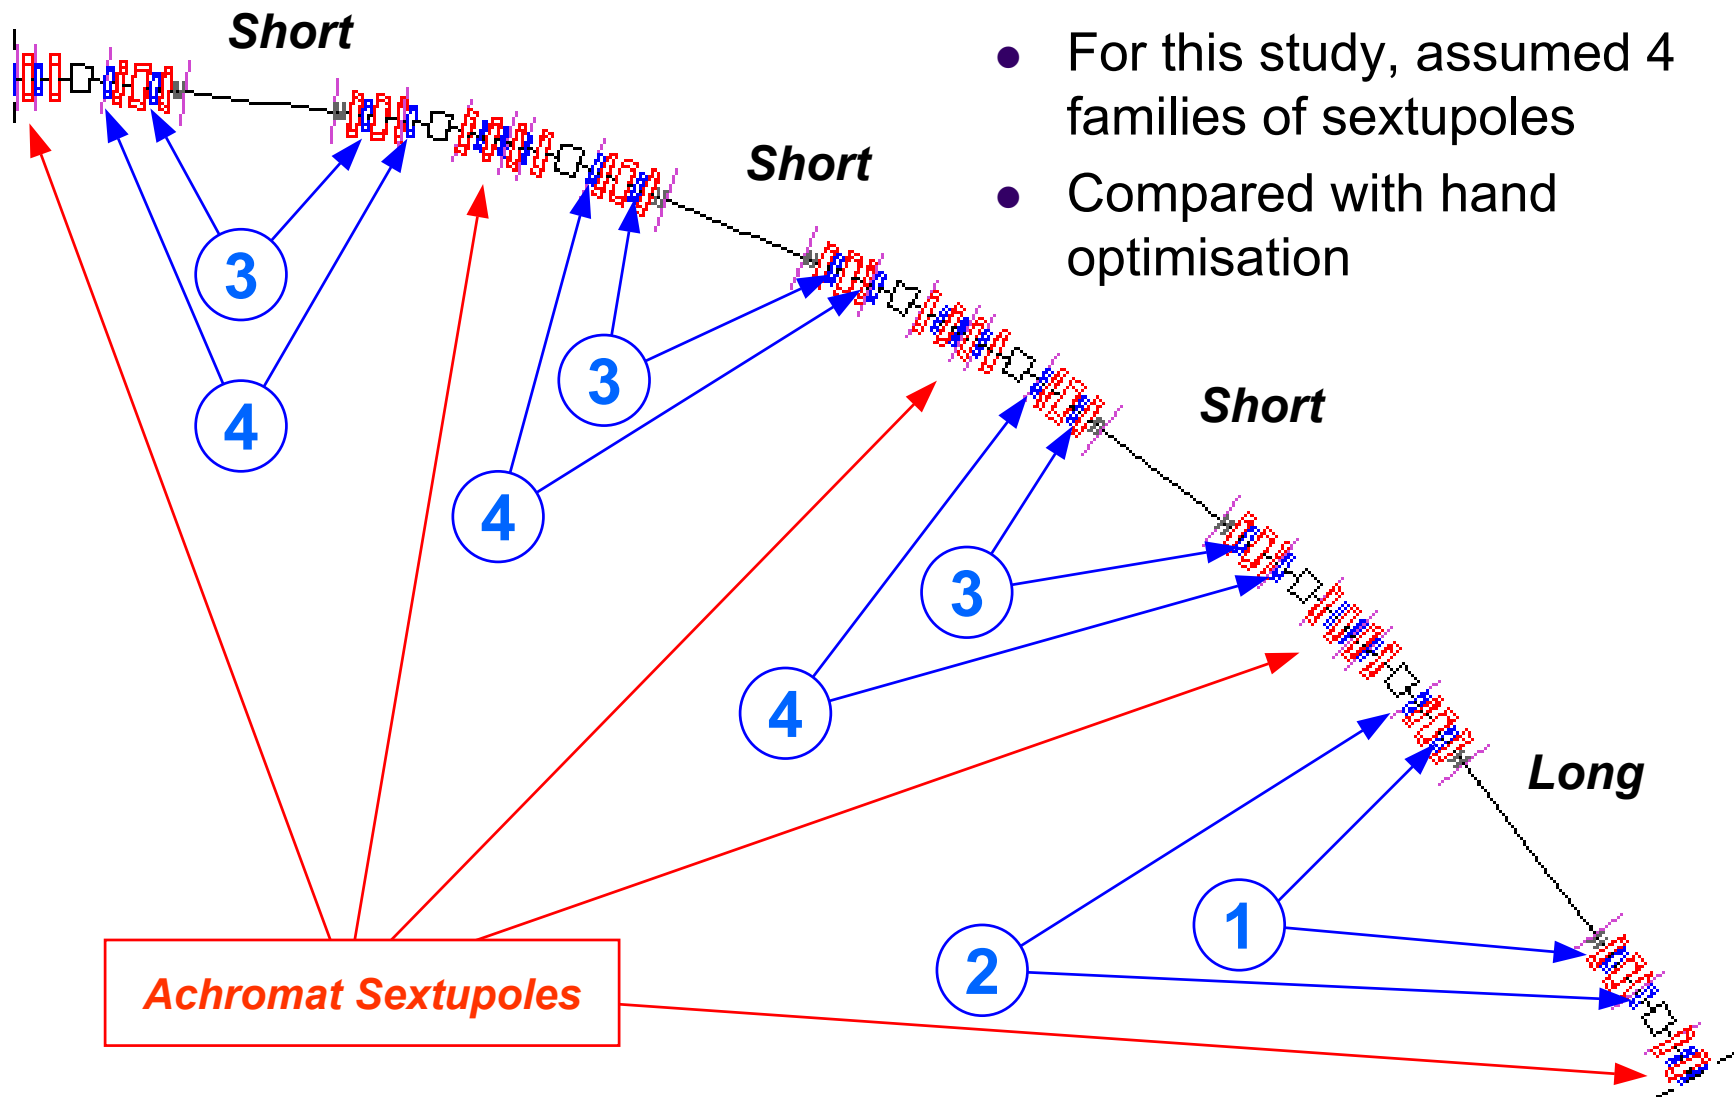 Short
● For this study, assumed 4
families of sextupoles
● Compared with hand
optimisation
Short
3
4
3
4
Short
3
4
Long
1
2
Achromat Sextupoles